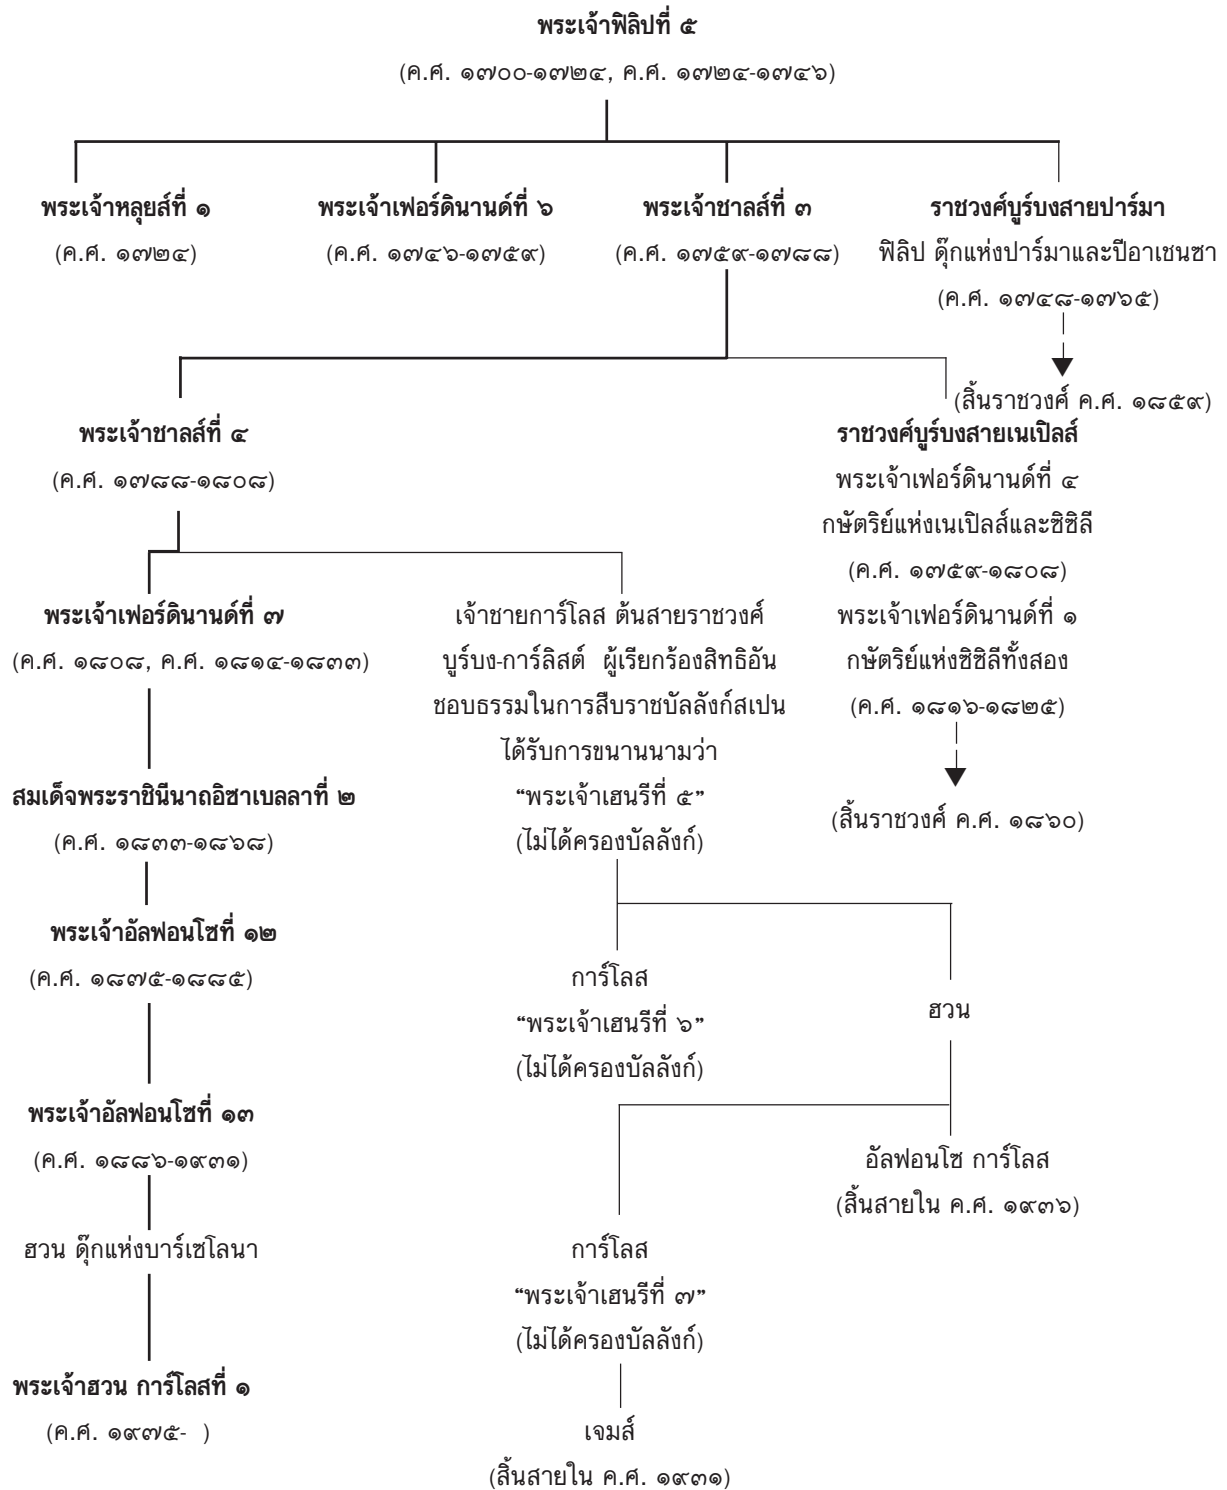 พระเจ้าฟิลิปที่ ๕
(ค.ศ. ๑๗๐๐-๑๗๒๔, ค.ศ. ๑๗๒๔-๑๗๔๖)
พระเจ้าหลุยส์ที่ ๑
(ค.ศ. ๑๗๒๔)
พระเจ้าเฟอร์ดินานด์ที่ ๖
(ค.ศ. ๑๗๔๖-๑๗๕๙)
พระเจ้าชาลส์ที่ ๓
(ค.ศ. ๑๗๕๙-๑๗๘๘)
ราชวงศ์บูร์บงสายปาร์มา
ฟิลิป ดุ๊กแห่งปาร์มาและปีอาเชนซา
(ค.ศ. ๑๗๔๘-๑๗๖๕)
(สิ้นราชวงศ์ ค.ศ. ๑๘๕๙)
พระเจ้าชาลส์ที่ ๔
(ค.ศ. ๑๗๘๘-๑๘๐๘)
ราชวงศ์บูร์บงสายเนเปิลส์
พระเจ้าเฟอร์ดินานด์ที่ ๔
กษัตริย์แห่งเนเปิลส์และซิซิลี
(ค.ศ. ๑๗๕๙-๑๘๐๘)
พระเจ้าเฟอร์ดินานด์ที่ ๑
กษัตริย์แห่งซิซิลีทั้งสอง
(ค.ศ. ๑๘๑๖-๑๘๒๕)
(สิ้นราชวงศ์ ค.ศ. ๑๘๖๐)
พระเจ้าเฟอร์ดินานด์ที่ ๗
(ค.ศ. ๑๘๐๘, ค.ศ. ๑๘๑๔-๑๘๓๓)
เจ้าชายการ์โลส ต้นสายราชวงศ์
บูร์บง-การ์ลิสต์ ผู้เรียกร้องสิทธิอัน
ชอบธรรมในการสืบราชบัลลังก์สเปน
ได้รับการขนานนามว่า
“พระเจ้าเฮนรีที่ ๕”
(ไม่ได้ครองบัลลังก์)
สมเด็จพระราชินีนาถอิซาเบลลาที่ ๒
(ค.ศ. ๑๘๓๓-๑๘๖๘)
พระเจ้าอัลฟอนโซที่ ๑๒
(ค.ศ. ๑๘๗๕-๑๘๘๕)
การ์โลส
“พระเจ้าเฮนรีที่ ๖”
(ไม่ได้ครองบัลลังก์)
ฮวน
พระเจ้าอัลฟอนโซที่ ๑๓
(ค.ศ. ๑๘๘๖-๑๙๓๑)
อัลฟอนโซ การ์โลส
(สิ้นสายใน ค.ศ. ๑๙๓๖)
ฮวน ดุ๊กแห่งบาร์เซโลนา
การ์โลส
“พระเจ้าเฮนรีที่ ๗”
(ไม่ได้ครองบัลลังก์)
พระเจ้าฮวน การ์โลสที่ ๑
(ค.ศ. ๑๙๗๕- )
เจมส์
(สิ้นสายใน ค.ศ. ๑๙๓๑)